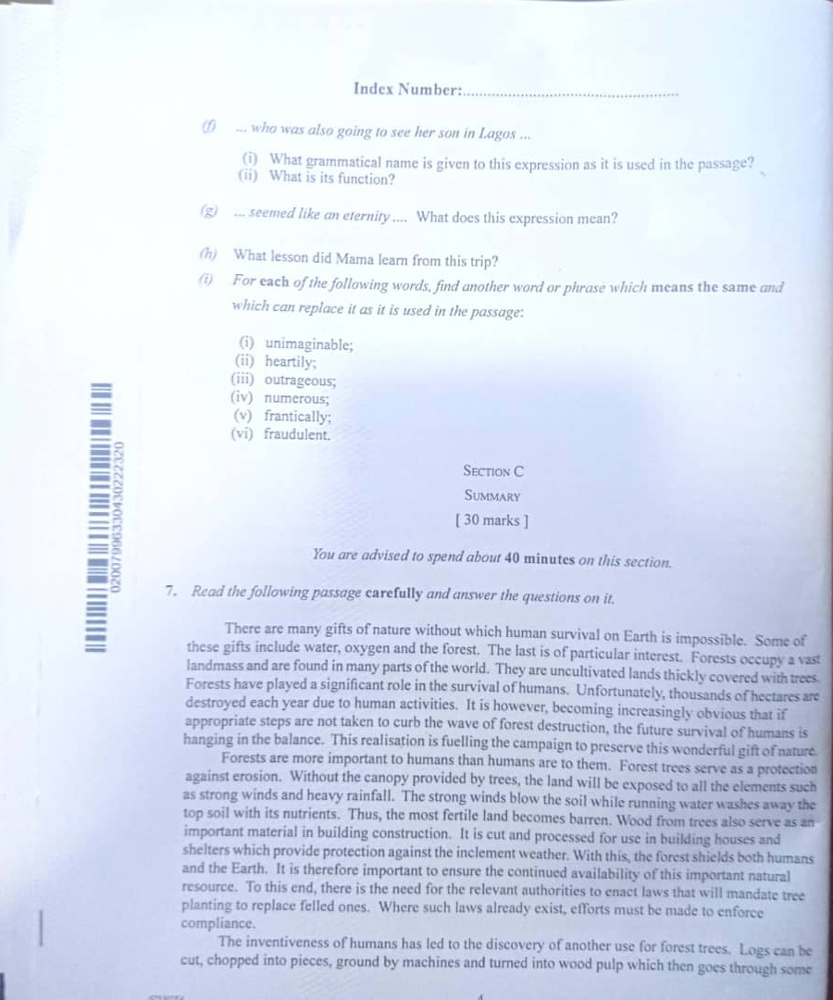 Index Number:..........................................................
(f) ... who was also going to see her son in Lagos ...
(i) What grammatical name is given to this expression as it is used in the passage?
(ii) What is its function?
(g) ... seemed like an eternity .... What does this expression mean?
(h) What lesson did Mama learn from this trip?
(i) For each of the following words, find another word or phrase which means the same and
which can replace it as it is used in the passage:
(i) unimaginable;
(ii) heartily;
(iii) outrageous;
(iv) numerous;
(v) frantically;
(vi) fraudulent.
020079963304302222320
SECTION C
SUMMARY
[ 30 marks ]
You are advised to spend about 40 minutes on this section.
7. Read the following passage carefully and answer the questions on it.
There are many gifts of nature without which human survival on Earth is impossible. Some of
these gifts include water, oxygen and the forest. The last is of particular interest. Forests occupy a vast
landmass and are found in many parts of the world. They are uncultivated lands thickly covered with trees.
Forests have played a significant role in the survival of humans. Unfortunately, thousands of hectares are
destroyed each year due to human activities. It is however, becoming increasingly obvious that if
appropriate steps are not taken to curb the wave of forest destruction, the future survival of humans is
hanging in the balance. This realisation is fuelling the campaign to preserve this wonderful gift of nature.
Forests are more important to humans than humans are to them. Forest trees serve as a protection
against erosion. Without the canopy provided by trees, the land will be exposed to all the elements such
as strong winds and heavy rainfall. The strong winds blow the soil while running water washes away the
top soil with its nutrients. Thus, the most fertile land becomes barren. Wood from trees also serve as an
important material in building construction. It is cut and processed for use in building houses and
shelters which provide protection against the inclement weather. With this, the forest shields both humans
and the Earth. It is therefore important to ensure the continued availability of this important natural
resource. To this end, there is the need for the relevant authorities to enact laws that will mandate tree
planting to replace felled ones. Where such laws already exist, efforts must be made to enforce
compliance.
The inventiveness of humans has led to the discovery of another use for forest trees. Logs can be
cut, chopped into pieces, ground by machines and turned into wood pulp which then goes through some